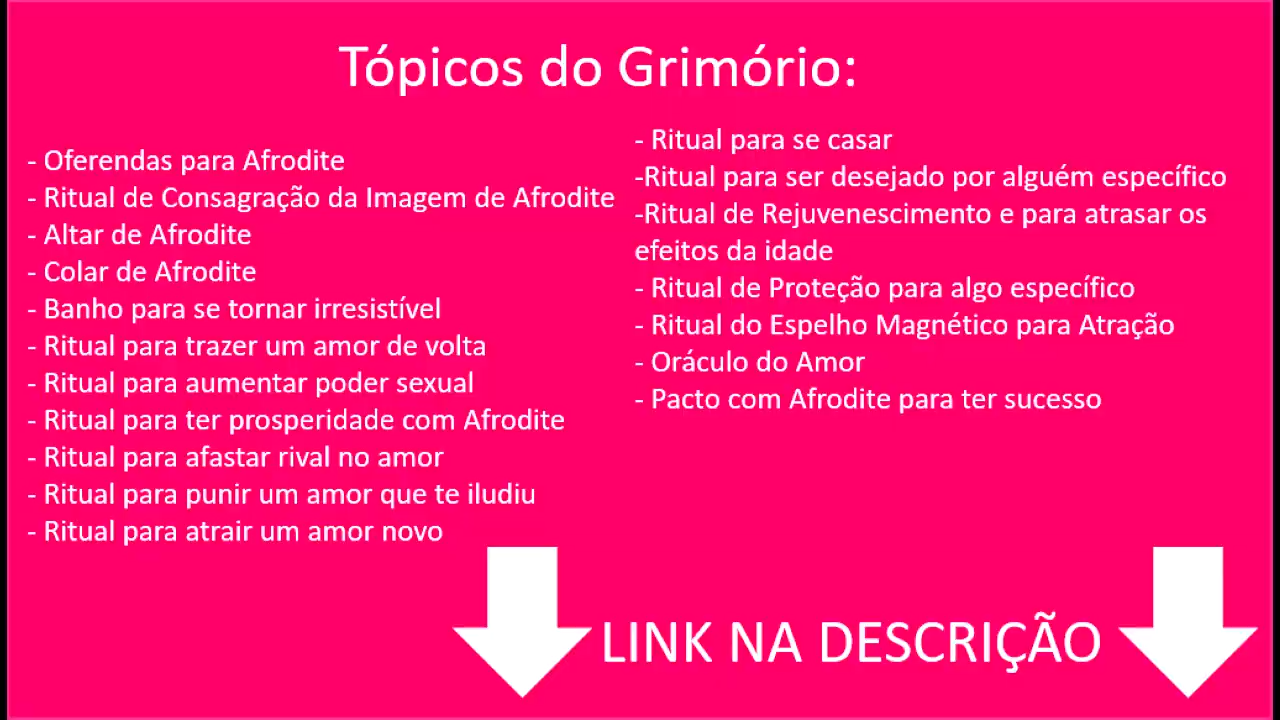 Tópicos do Grimório:
- Oferendas para Afrodite
- Ritual de Consagração da Imagem de Afrodite
- Altar de Afrodite
- Colar de Afrodite
- Banho para se tornar irresistível
- Ritual para trazer um amor de volta
- Ritual para aumentar poder sexual
- Ritual para ter prosperidade com Afrodite
- Ritual para afastar rival no amor
- Ritual para punir um amor que te iludiu
- Ritual para atrair um amor novo
- Ritual para se casar
-Ritual para ser desejado por alguém específico
-Ritual de Rejuvenescimento e para atrasar os
efeitos da idade
- Ritual de Proteção para algo específico
- Ritual do Espelho Magnético para Atração
- Oráculo do Amor
- Pacto com Afrodite para ter sucesso
LINK NA DESCRIÇÃO